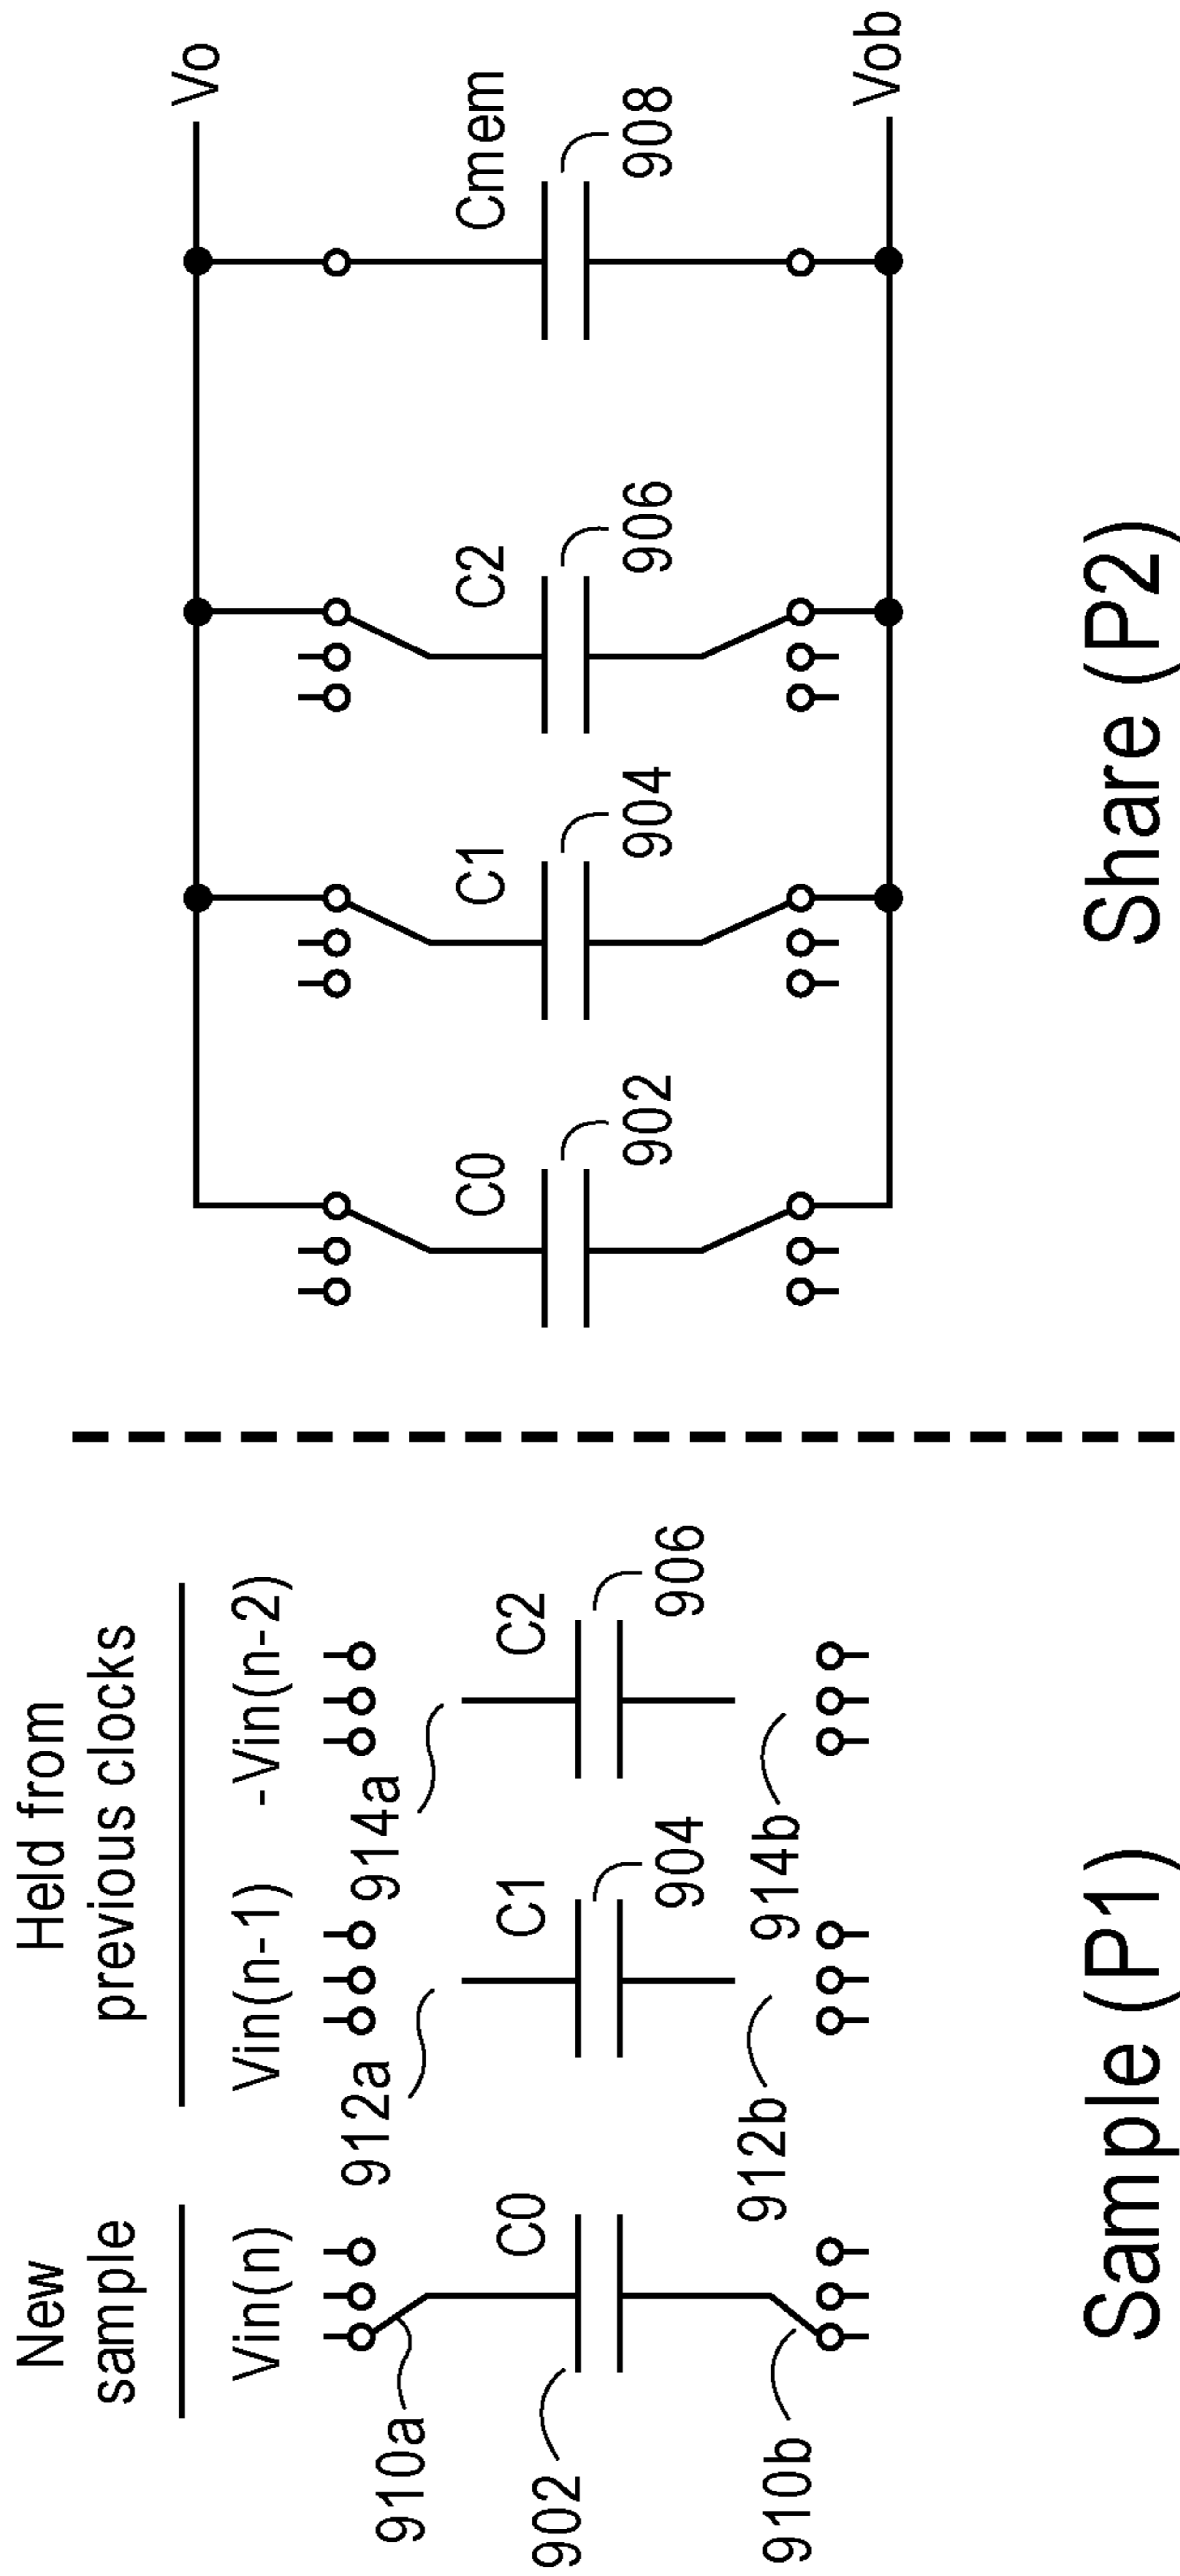 New
sample
Held from
previous clocks
Vin(n)
Vin(n-1)
-Vin(n-2)
910a
912a
914a
902
C0
C1
904
C2
906
910b
912b
914b
Sample (P1)
Vo
C0
902
C1
904
C2
906
Cmem
908
Vob
Share (P2)